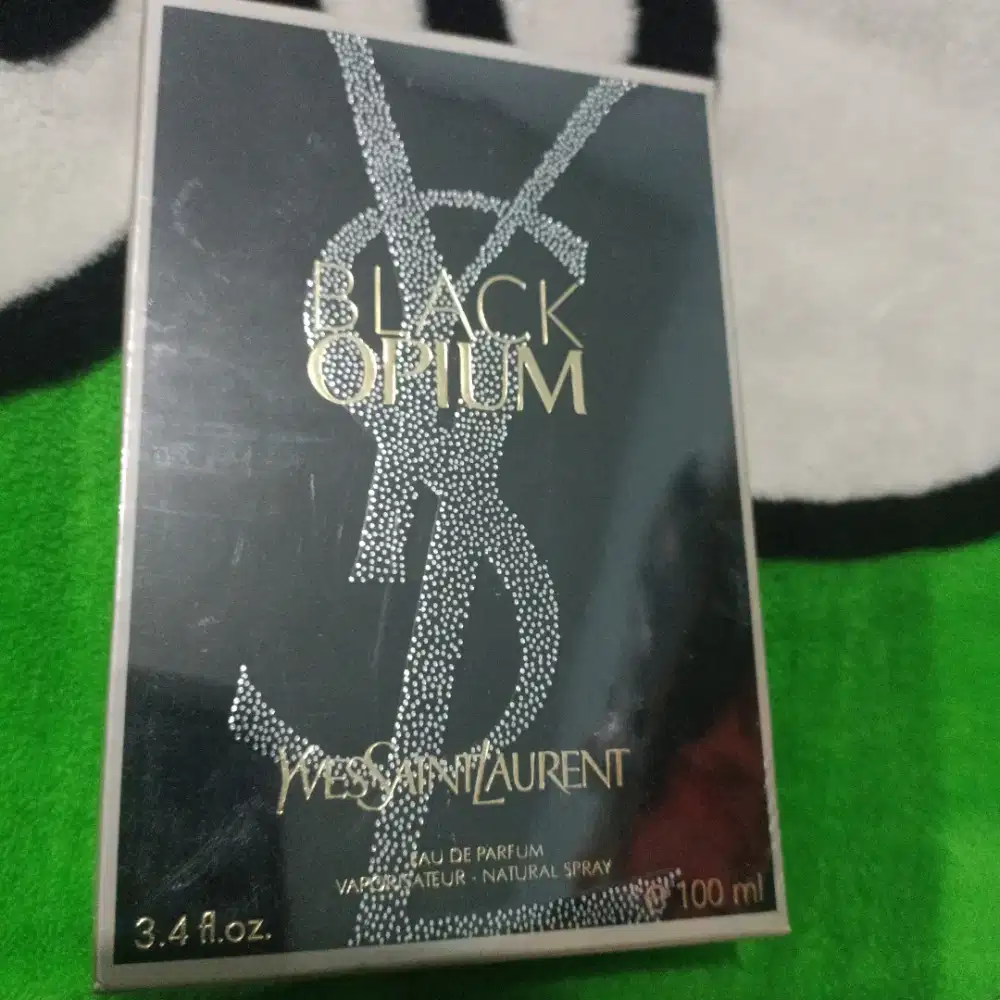 BLACK
OPIUM
YVESSAINTLAURENT
EAU DE PARFUM
VAPORISATEUR - NATURAL SPRAY
3.4 fl.oz.
e 100 ml